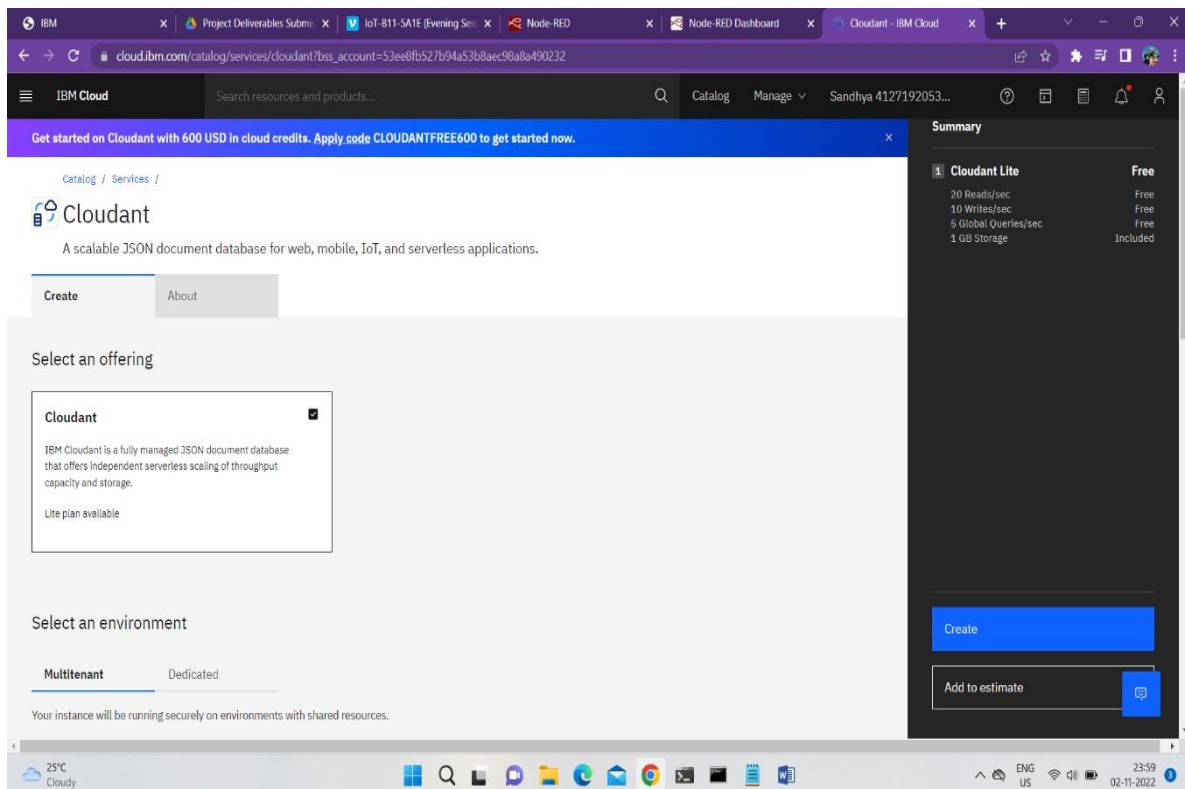 IBM
Project Deliverables Submi
IoT-B11-5A1E (Evening Ses
Node-RED
Node-RED Dashboard
Cloudant - IBM Cloud
cloud.ibm.com/catalog/services/cloudant?bss_account=53ee8fb527b94a53b8aec98a8a490232
IBM Cloud
Search resources and products...
Catalog
Manage
Sandhya 4127192053...
Get started on Cloudant with 600 USD in cloud credits. Apply code CLOUDANTFREE600 to get started now.
Catalog / Services /
Cloudant
A scalable JSON document database for web, mobile, IoT, and serverless applications.
Create
About
Select an offering
Cloudant
IBM Cloudant is a fully managed JSON document database
that offers independent serverless scaling of throughput
capacity and storage.
Lite plan available
Select an environment
Multitenant
Dedicated
Your instance will be running securely on environments with shared resources.
Summary
1 Cloudant Lite Free
20 Reads/sec Free
10 Writes/sec Free
5 Global Queries/sec Free
1 GB Storage Included
Create
Add to estimate
25°C
Cloudy
ENG
US
23:59
02-11-2022
3